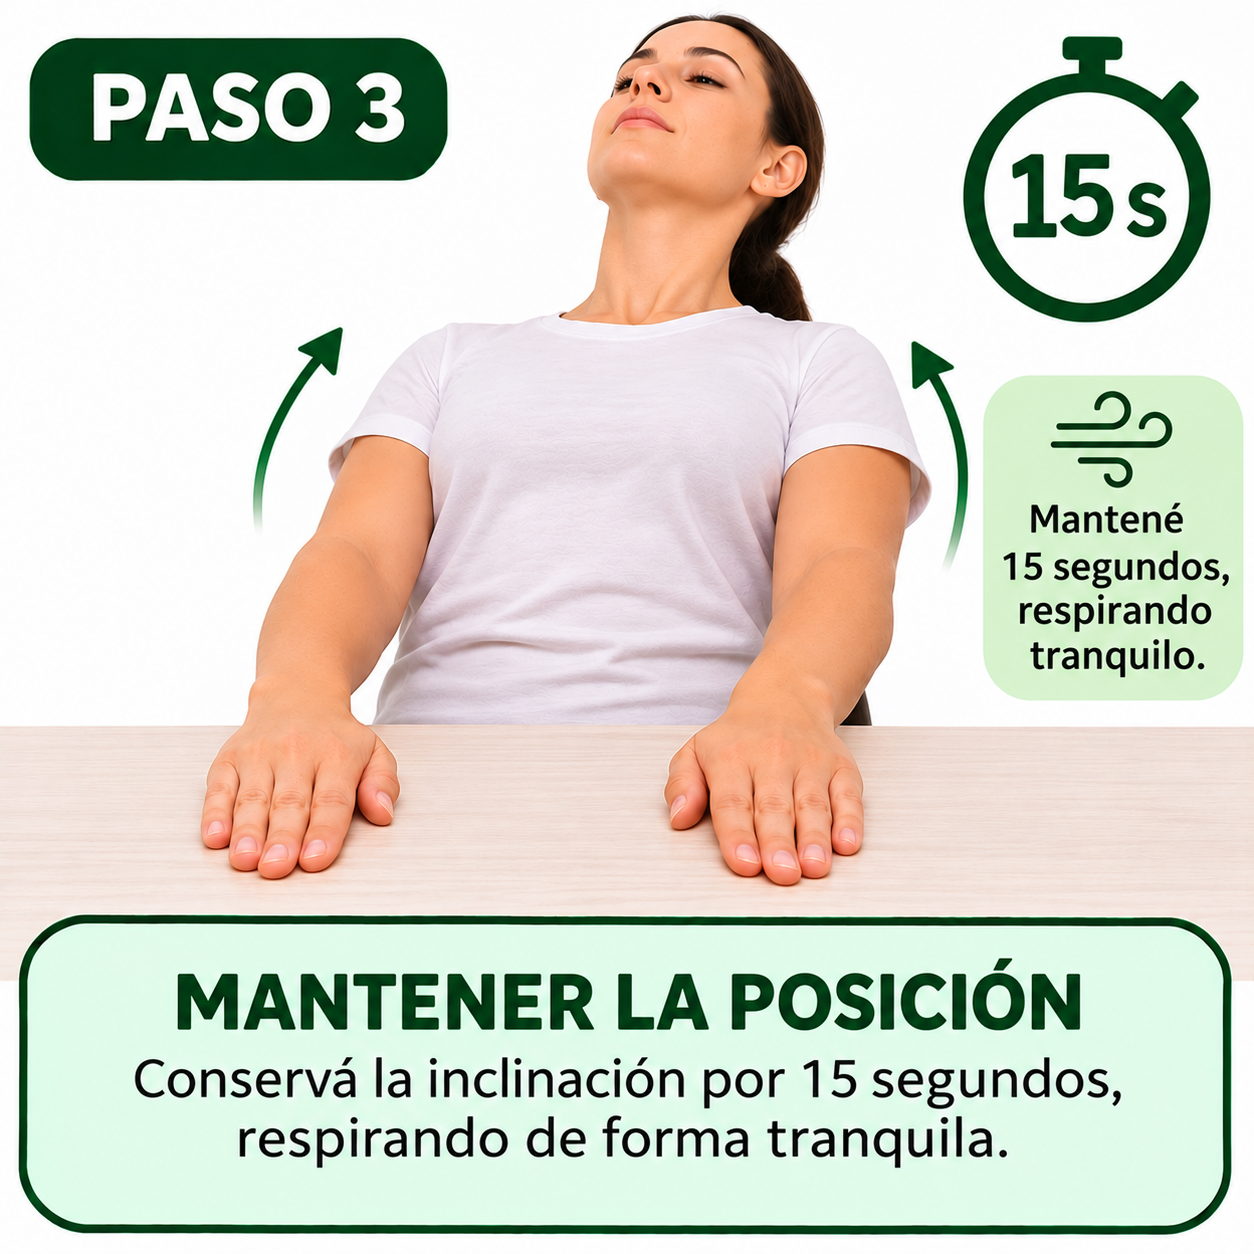 PASO 3
15 s
Mantené
15 segundos,
respirando
tranquilo.
MANTENER LA POSICIÓN
Conservá la inclinación por 15 segundos,
respirando de forma tranquila.